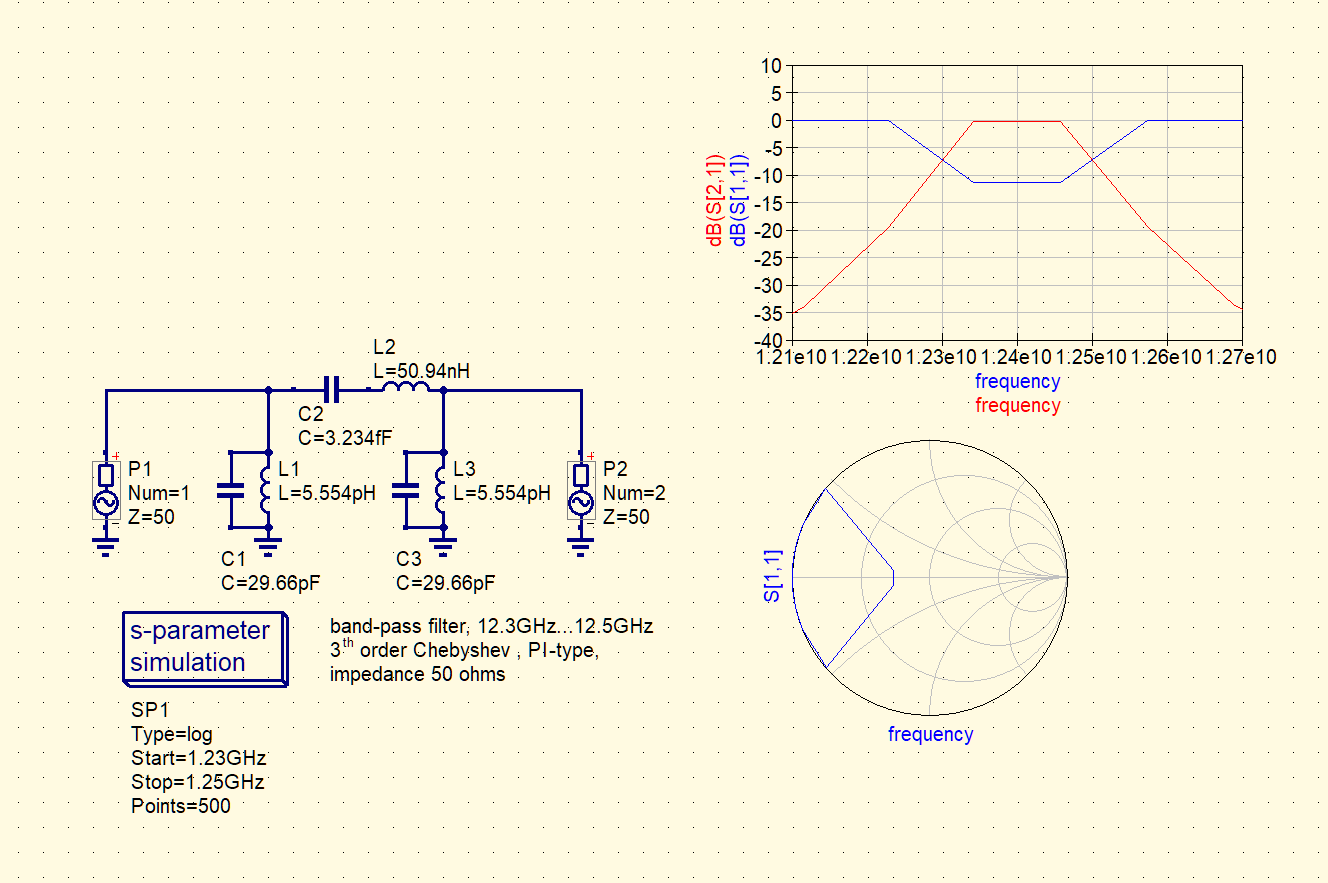 L2
L=50.94nH
C2
C=3.234fF
P1
Num=1
Z=50
L1
L=5.554pH
L3
L=5.554pH
P2
Num=2
Z=50
C1
C=29.66pF
C3
C=29.66pF
s-parameter
simulation
band-pass filter, 12.3GHz...12.5GHz
3th order Chebyshev , PI-type,
impedance 50 ohms
SP1
Type=log
Start=1.23GHz
Stop=1.25GHz
Points=500
dB(S[2,1])
dB(S[1,1])
10
5
0
-5
-10
-15
-20
-25
-30
-35
-40
1.21e10 1.22e10 1.23e10 1.24e10 1.25e10 1.26e10 1.27e10
frequency
frequency
S[1,1]
frequency